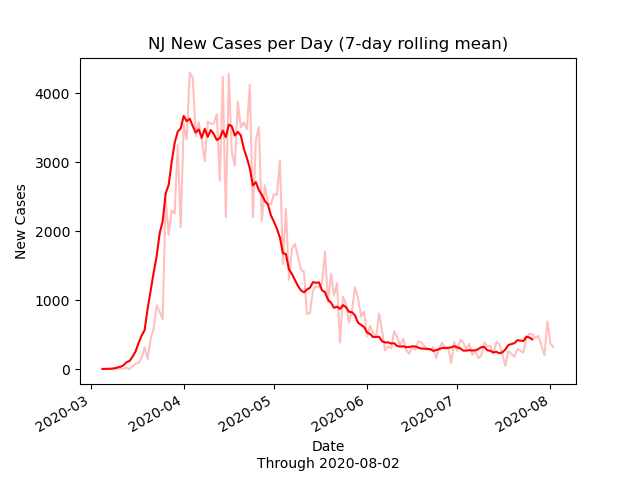 NJ New Cases per Day (7-day rolling mean)
New Cases
4000
3000
2000
1000
0
2020-03
2020-04
2020-05
2020-06
2020-07
2020-08
Date
Through 2020-08-02